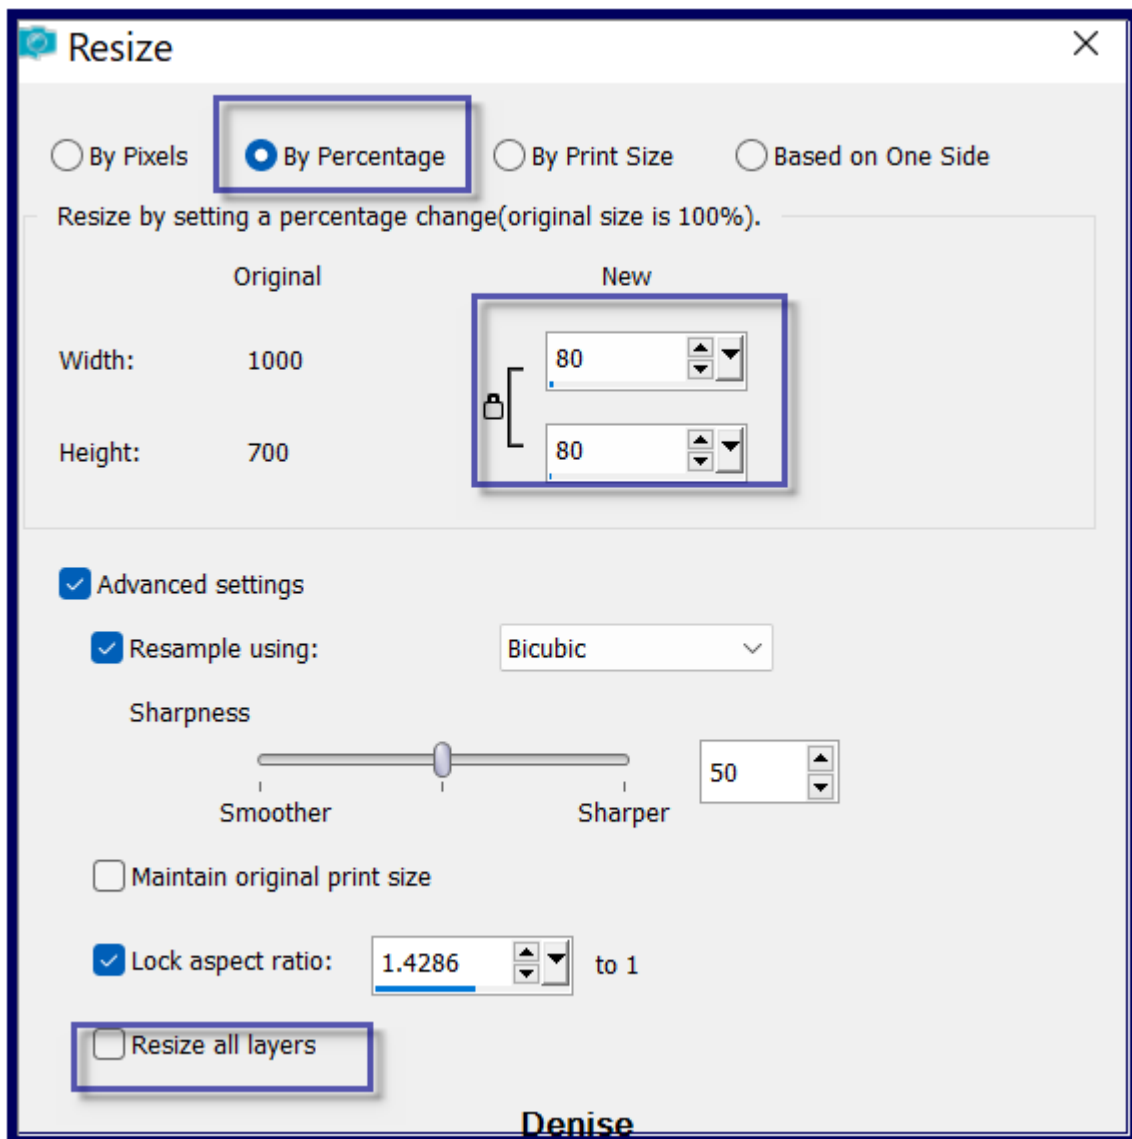 Resize
By Pixels By Percentage By Print Size Based on One Side
Resize by setting a percentage change(original size is 100%).
Original New
Width: 1000 80
Height: 700 80
Advanced settings
Resample using: Bicubic
Sharpness
50
Smoother Sharper
Maintain original print size
Lock aspect ratio: 1.4286 to 1
Resize all layers
Denise